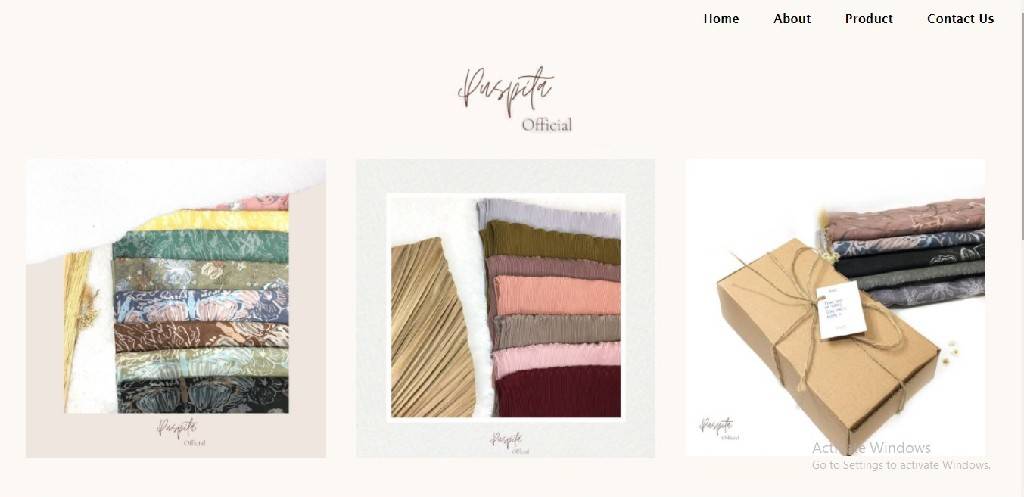 Home About Product Contact Us
Puspita
Official
Puspita
Official
Puspita
Official
Puspita
Official
Activate Windows
Go to Settings to activate Windows.